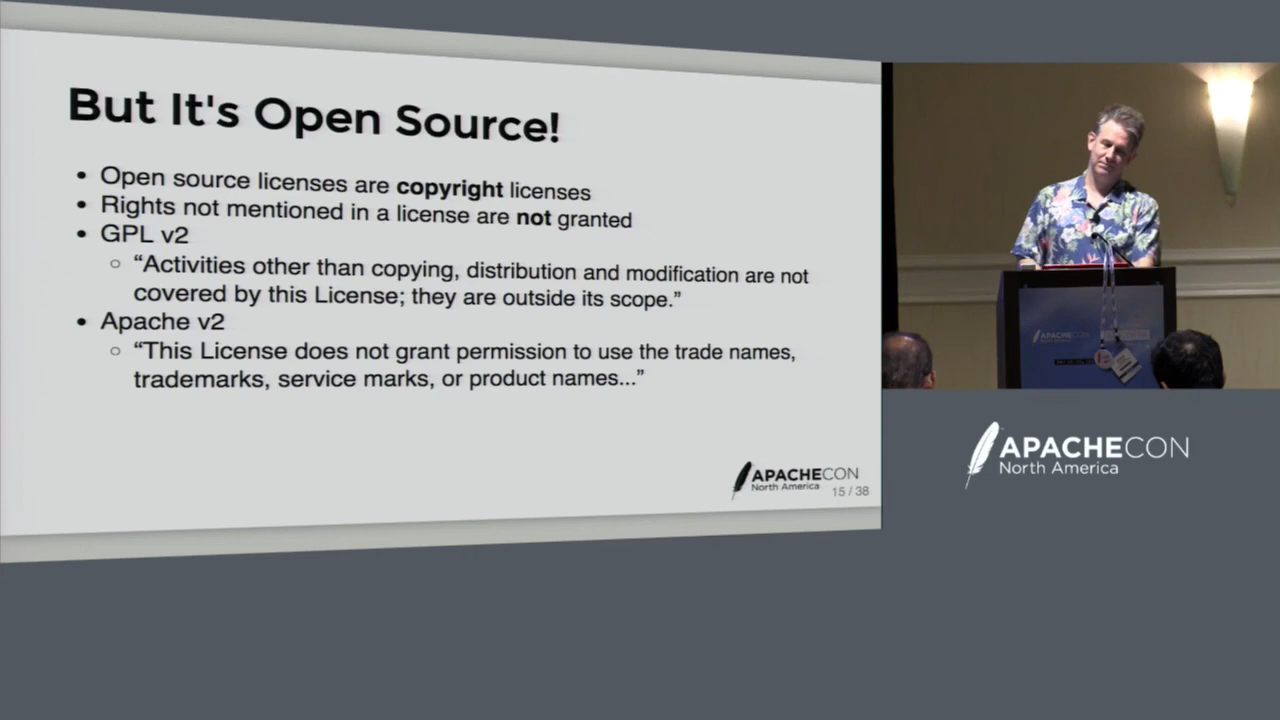 But It's Open Source!
• Open source licenses are copyright licenses
• Rights not mentioned in a license are not granted
• GPL v2
○ “Activities other than copying, distribution and modification are not
covered by this License; they are outside its scope.”
• Apache v2
○ “This License does not grant permission to use the trade names,
trademarks, service marks, or product names...”
APACHECON
North America
15 / 38
APACHECON
APACHECON
North America